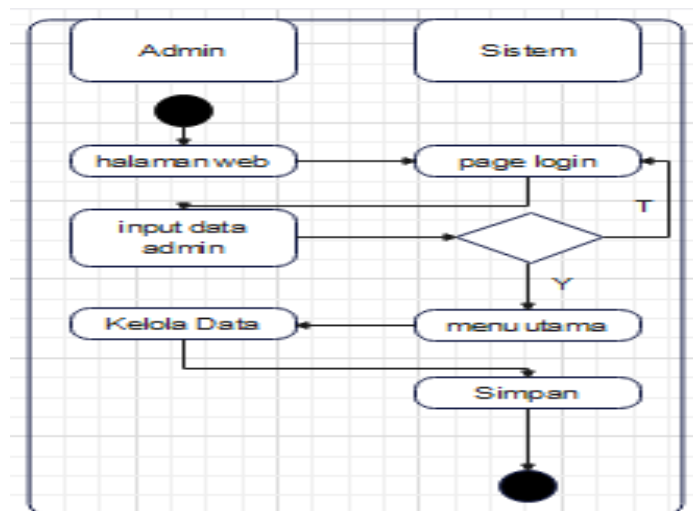 Admin
Sistem
halaman web
page login
T
input data
admin
Y
Kelola Data
menu utama
Simpan